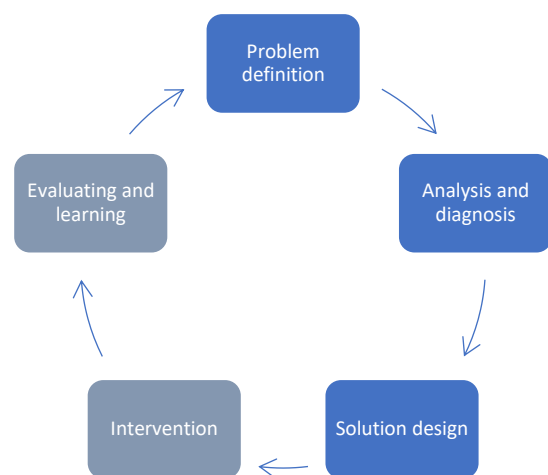 Problem
definition
Analysis and
diagnosis
Solution design
Intervention
Evaluating and
learning